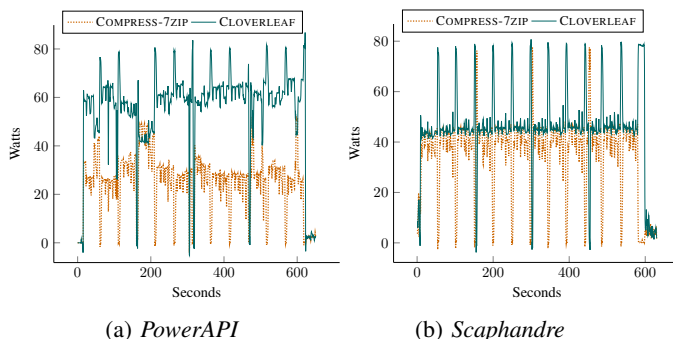 COMPRESS-7ZIP CLOVERLEAF
80
60
40
20
0
Watts
0 200 400 600
Seconds
(a) PowerAPI
COMPRESS-7ZIP CLOVERLEAF
80
60
40
20
0
Watts
0 200 400 600
Seconds
(b) Scaphandre